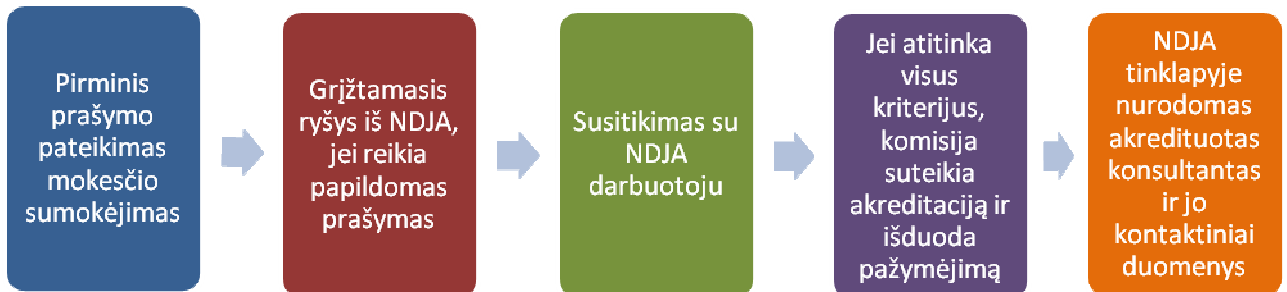 Pirminis
prašymo
pateikimas
mokesčio
sumokėjimas
Grįžtamasis
ryšys iš NDJA,
jei reikia
papildomas
prašymas
Susitikimas su
NDJA
darbuotoju
Jei atitinka
visus
kriterijus,
komisija
suteikia
akreditaciją ir
išduoda
pažymėjimą
NDJA
tinklapyje
nurodomas
akredituotas
konsultantas
ir jo
kontaktiniai
duomenys